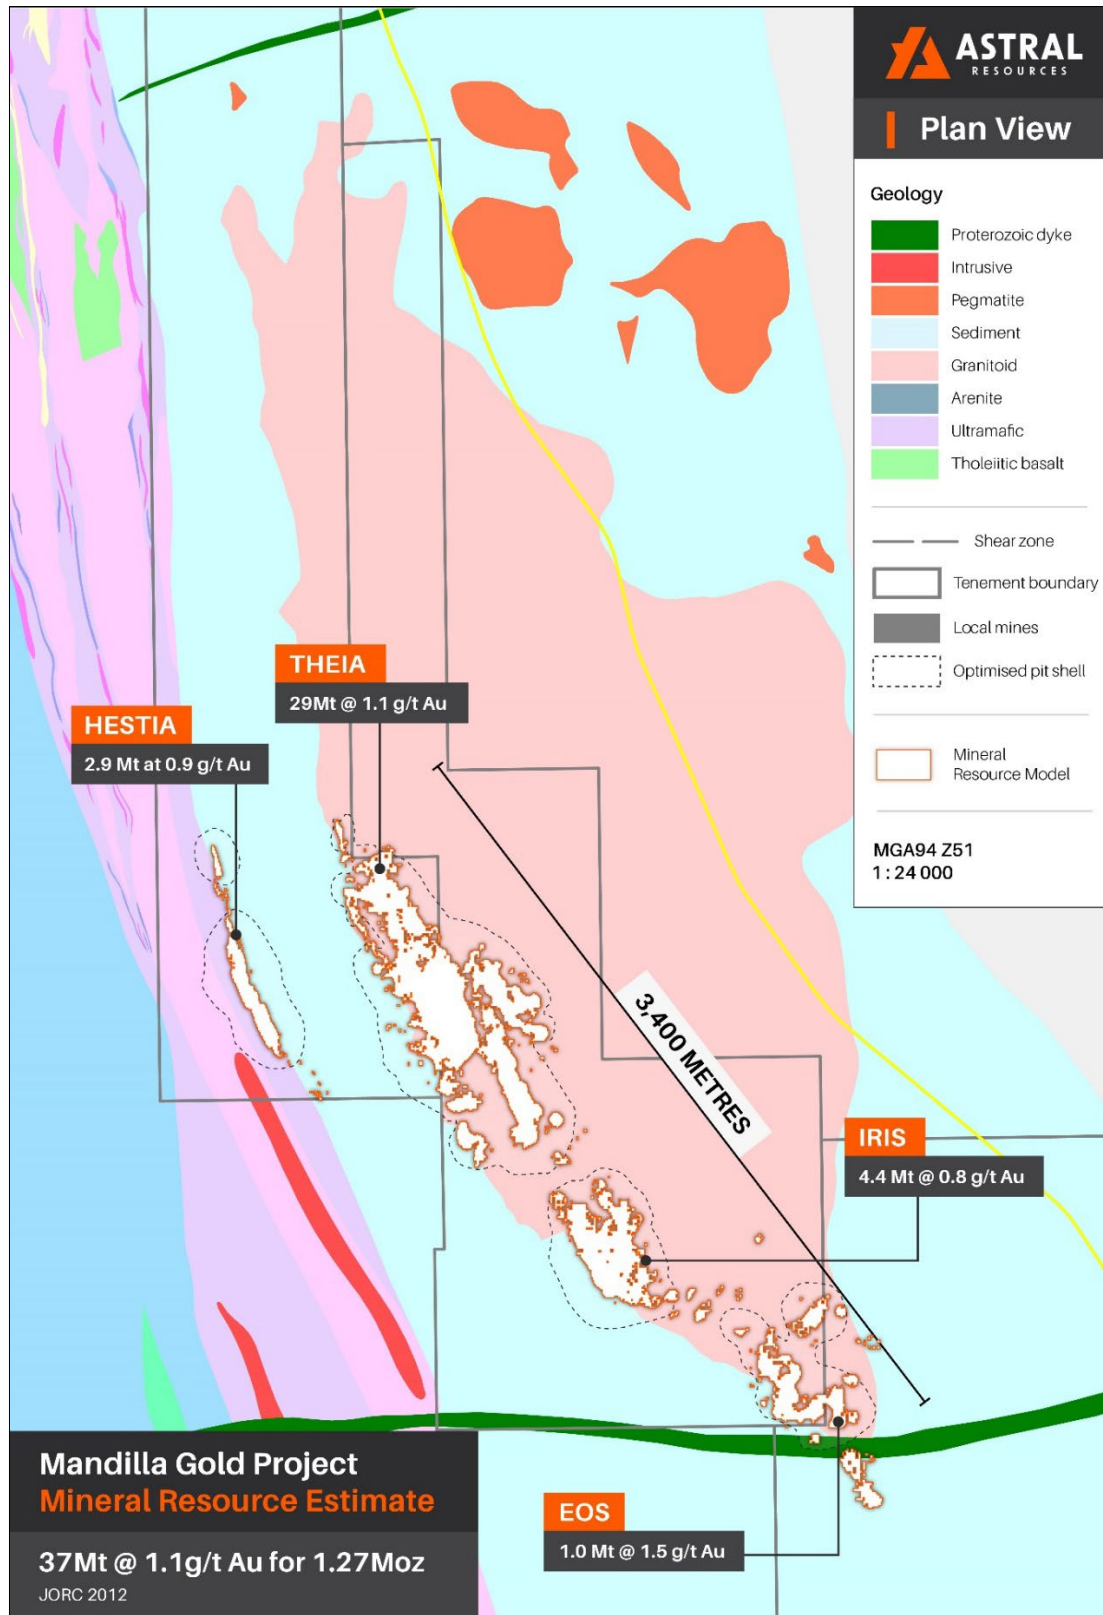 ASTRAL
RESOURCES
Plan View
Geology
Proterozoic dyke
Intrusive
Pegmatite
Sediment
Granitoid
Arenite
Ultramafic
Tholeiitic basalt
Shear zone
Tenement boundary
Local mines
Optimised pit shell
Mineral
Resource Model
MGA94 Z51
1 : 24 000
THEIA
29Mt @ 1.1 g/t Au
HESTIA
2.9 Mt at 0.9 g/t Au
3,400 METRES
IRIS
4.4 Mt @ 0.8 g/t Au
EOS
1.0 Mt @ 1.5 g/t Au
Mandilla Gold Project
Mineral Resource Estimate
37Mt @ 1.1g/t Au for 1.27Moz
JORC 2012